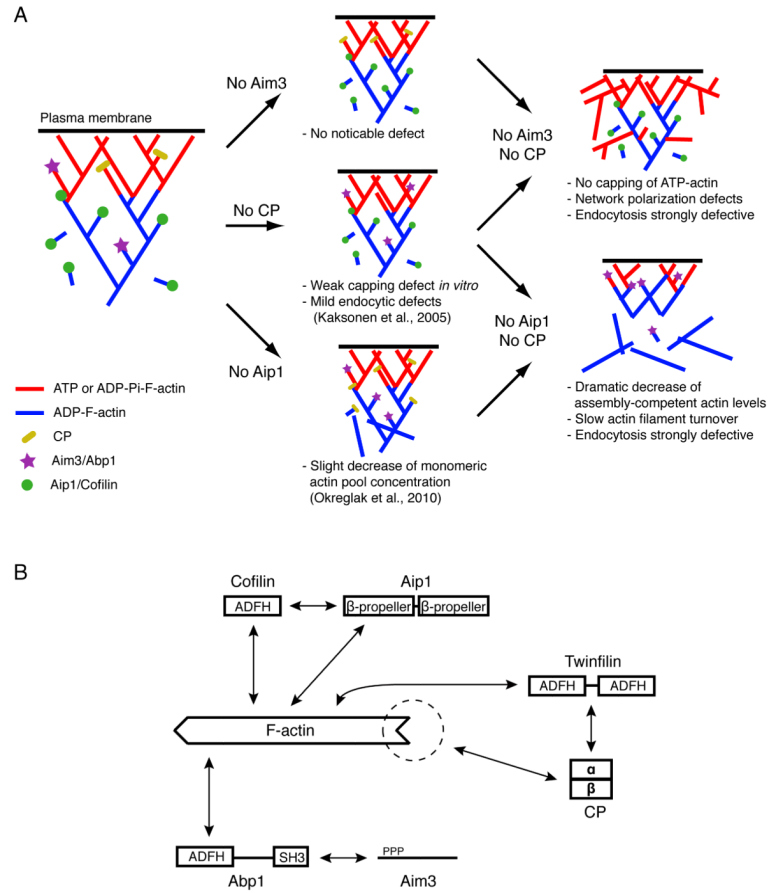 A
Plasma membrane
No Aim3
- No noticable defect
No CP
- Weak capping defect in vitro
- Mild endocytic defects
(Kaksonen et al., 2005)
No Aip1
- Slight decrease of monomeric
actin pool concentration
(Okreglak et al., 2010)
No Aim3
No CP
- No capping of ATP-actin
- Network polarization defects
- Endocytosis strongly defective
No Aip1
No CP
- Dramatic decrease of
assembly-competent actin levels
- Slow actin filament turnover
- Endocytosis strongly defective
ATP or ADP-Pi-F-actin
ADP-F-actin
CP
Aim3/Abp1
Aip1/Cofilin
B
Cofilin
ADFH
Aip1
β-propeller β-propeller
Twinfilin
ADFH ADFH
F-actin
α
β
CP
ADFH SH3
Abp1
PPP
Aim3